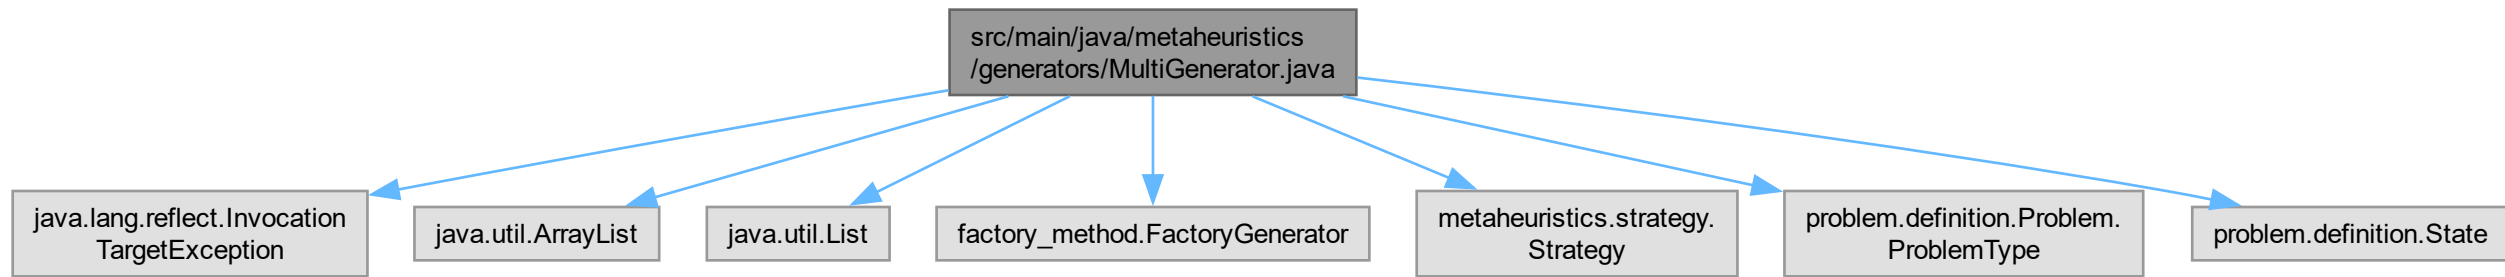 src/main/java/metaheuristics
/generators/MultiGenerator.java
java.lang.reflect.Invocation
TargetException
java.util.ArrayList
java.util.List
factory_method.FactoryGenerator
metaheuristics.strategy.
Strategy
problem.definition.Problem.
ProblemType
problem.definition.State